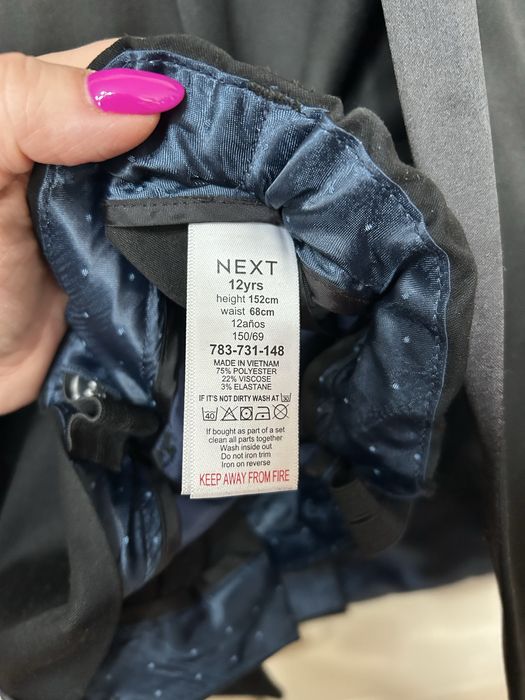 NEXT
12yrs
height 152cm
waist 68cm
12años
150/69
783-731-148
MADE IN VIETNAM
75% POLYESTER
22% VISCOSE
3% ELASTANE
IF IT'S NOT DIRTY WASH AT 30
40
If bought as part of a set
clean all parts together
Wash inside out
Do not iron trim
Iron on reverse
KEEP AWAY FROM FIRE